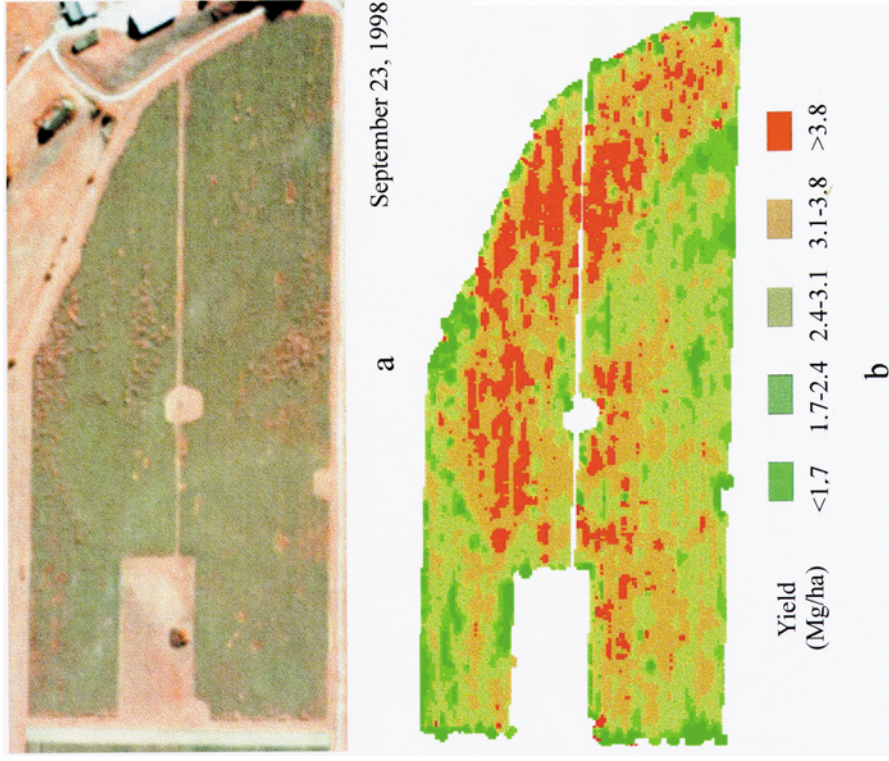 September 23, 1998
a
Yield
(Mg/ha)
<1.7
1.7-2.4
2.4-3.1
3.1-3.8
>3.8
b